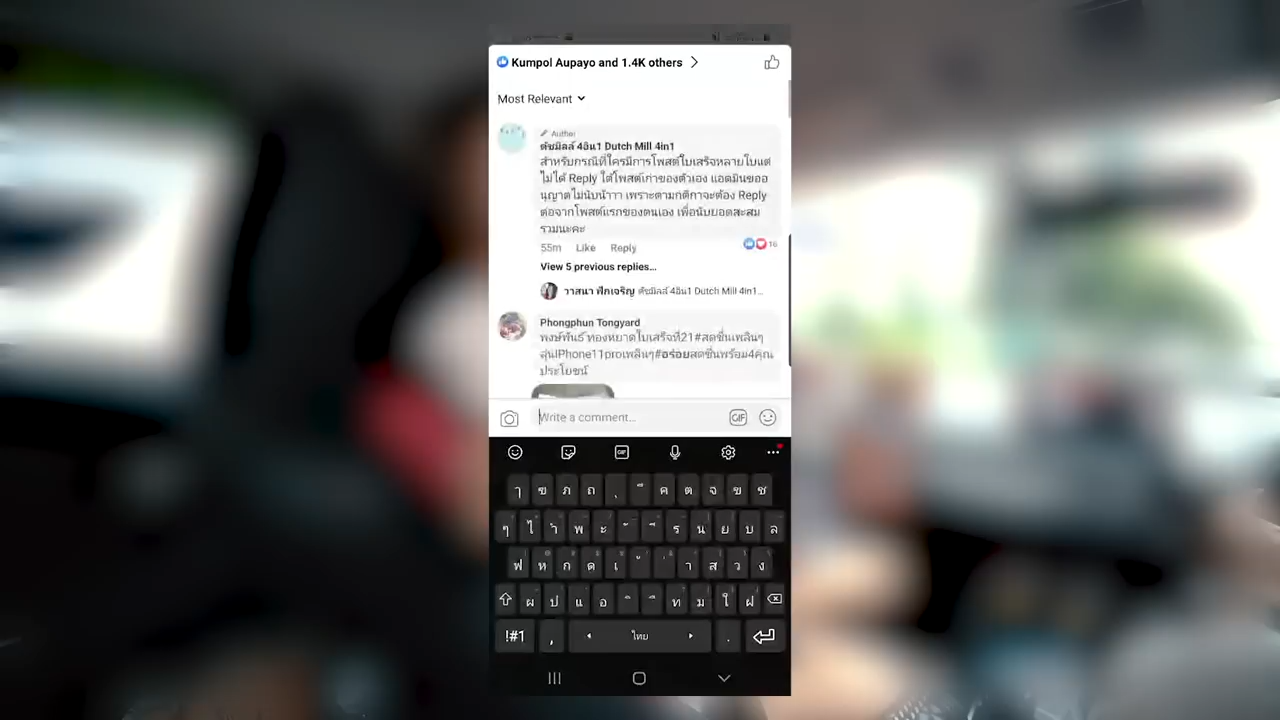 Kumpol Aupayo and 1.4K others
Most Relevant
Author
ดัชมิลล์ 4อิน1 Dutch Mill 4in1
สำหรับกรณีที่ใครมีการโพสต์ใบเสร็จหลายใบแต่
ไม่ได้ Reply ใต้โพสต์เก่าของตัวเอง แอดมินขออ
นุญาตไม่นับน้าาา เพราะตามกติกาจะต้อง Reply
ต่อจากโพสต์แรกของตนเอง เพื่อนับยอดสะสม
รวมนะคะ
55m Like Reply 16
View 5 previous replies...
วาสนา ฟักเจริญ ดัชมิลล์ 4อิน1 Dutch Mill 4in1...
Phongphun Tongyard
พงษ์พันธ์ ทองหยาดใบเสร็จที่21#สดชื่นเพลินๆ
ลุ้นIPhone11proเพลินๆ#อร่อยสดชื่นพร้อม4คุณ
ประโยชน์
Write a comment...
GIF
GIF
ๅ ฃ ภ ถ ุ ึ ค ต จ ข ช
ๆ ไ ำ พ ะ ั ี ร น ย บ ล
ฟ ห ก ด เ ้ ่ า ส ว ง
ผ ป แ อ ิ ื ท ม ใ ฝ
!#1 , ไทย .